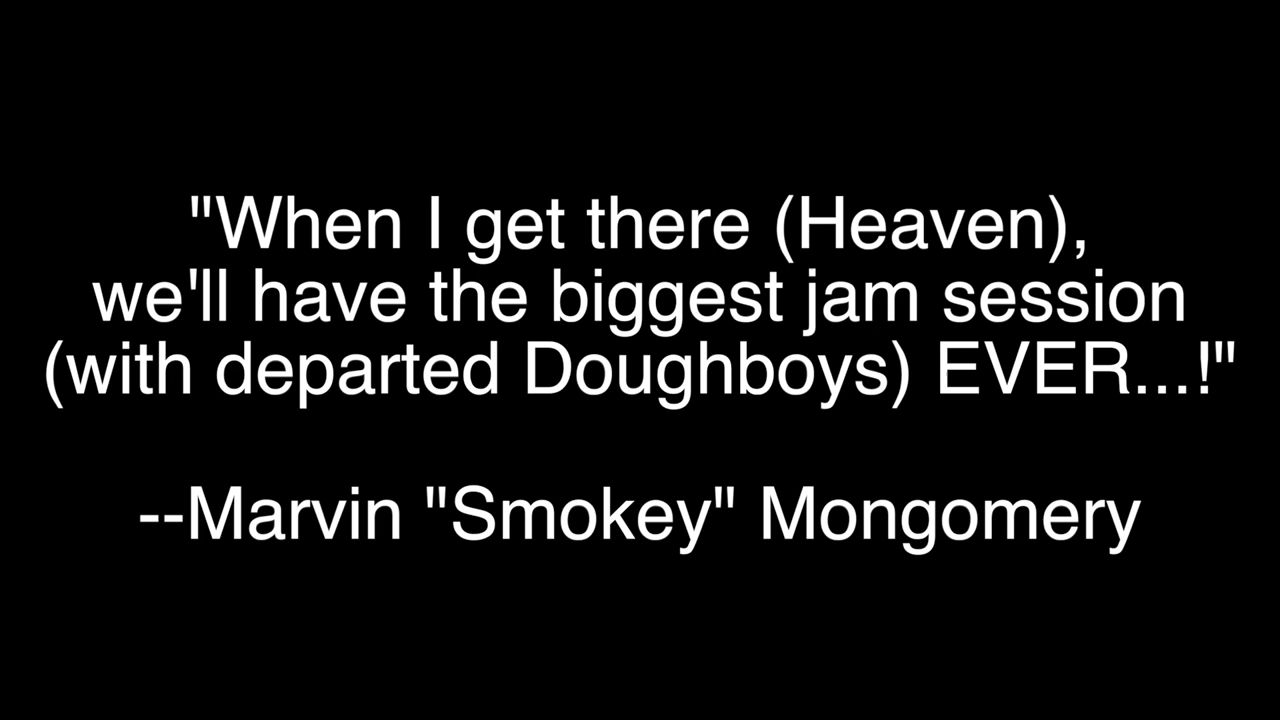 "When I get there (Heaven),
we'll have the biggest jam session
(with departed Doughboys) EVER...!"
--Marvin "Smokey" Mongomery